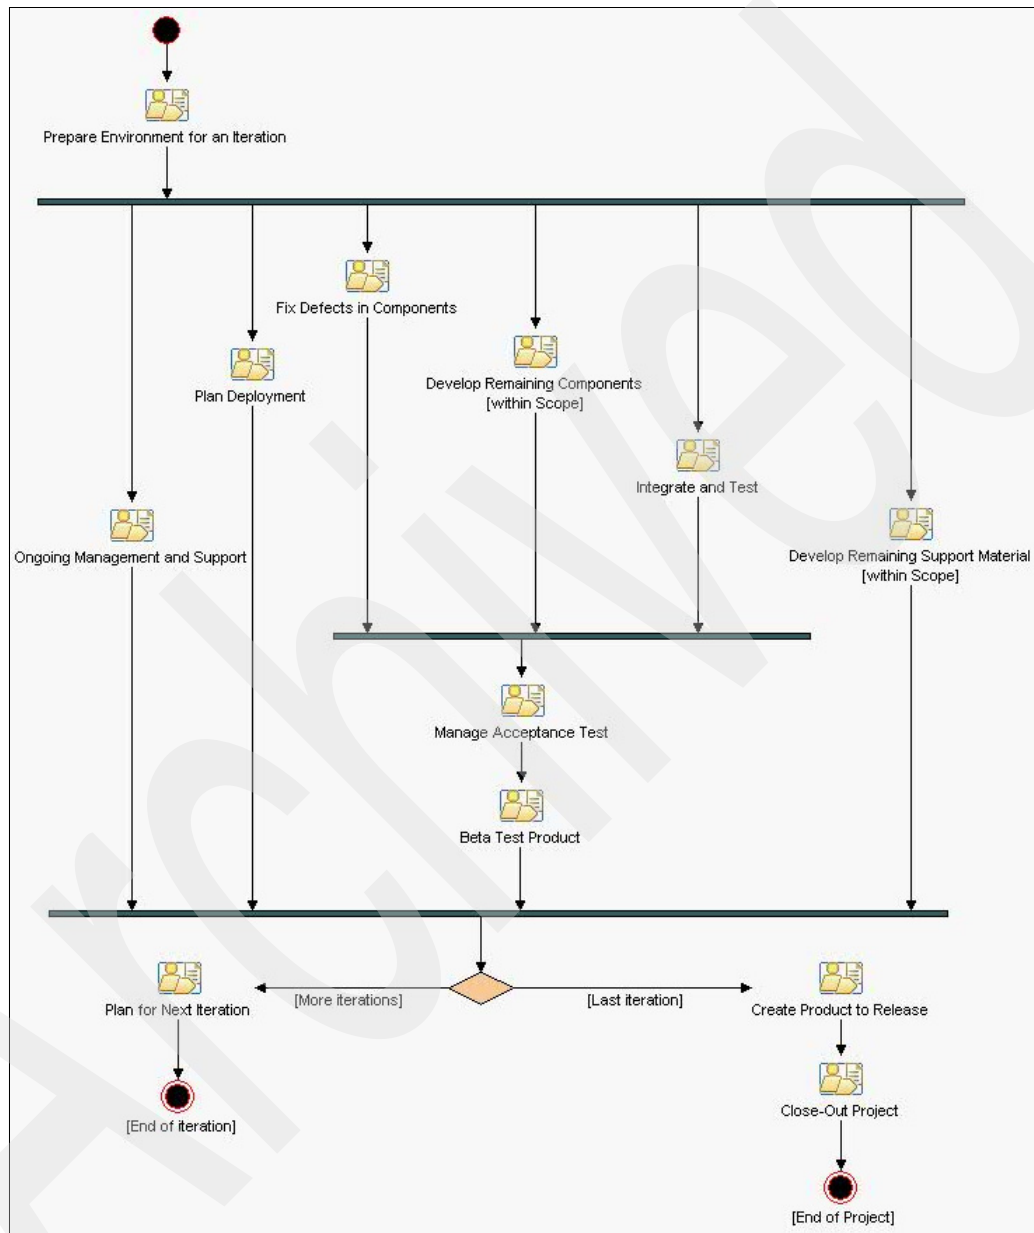 Prepare Environment for an Iteration
Fix Defects in Components
Plan Deployment
Develop Remaining Components
[within Scope]
Integrate and Test
Ongoing Management and Support
Develop Remaining Support Material
[within Scope]
Manage Acceptance Test
Beta Test Product
[More iterations]
[Last iteration]
Plan for Next Iteration
Create Product to Release
Close-Out Project
[End of iteration]
[End of Project]
Archived